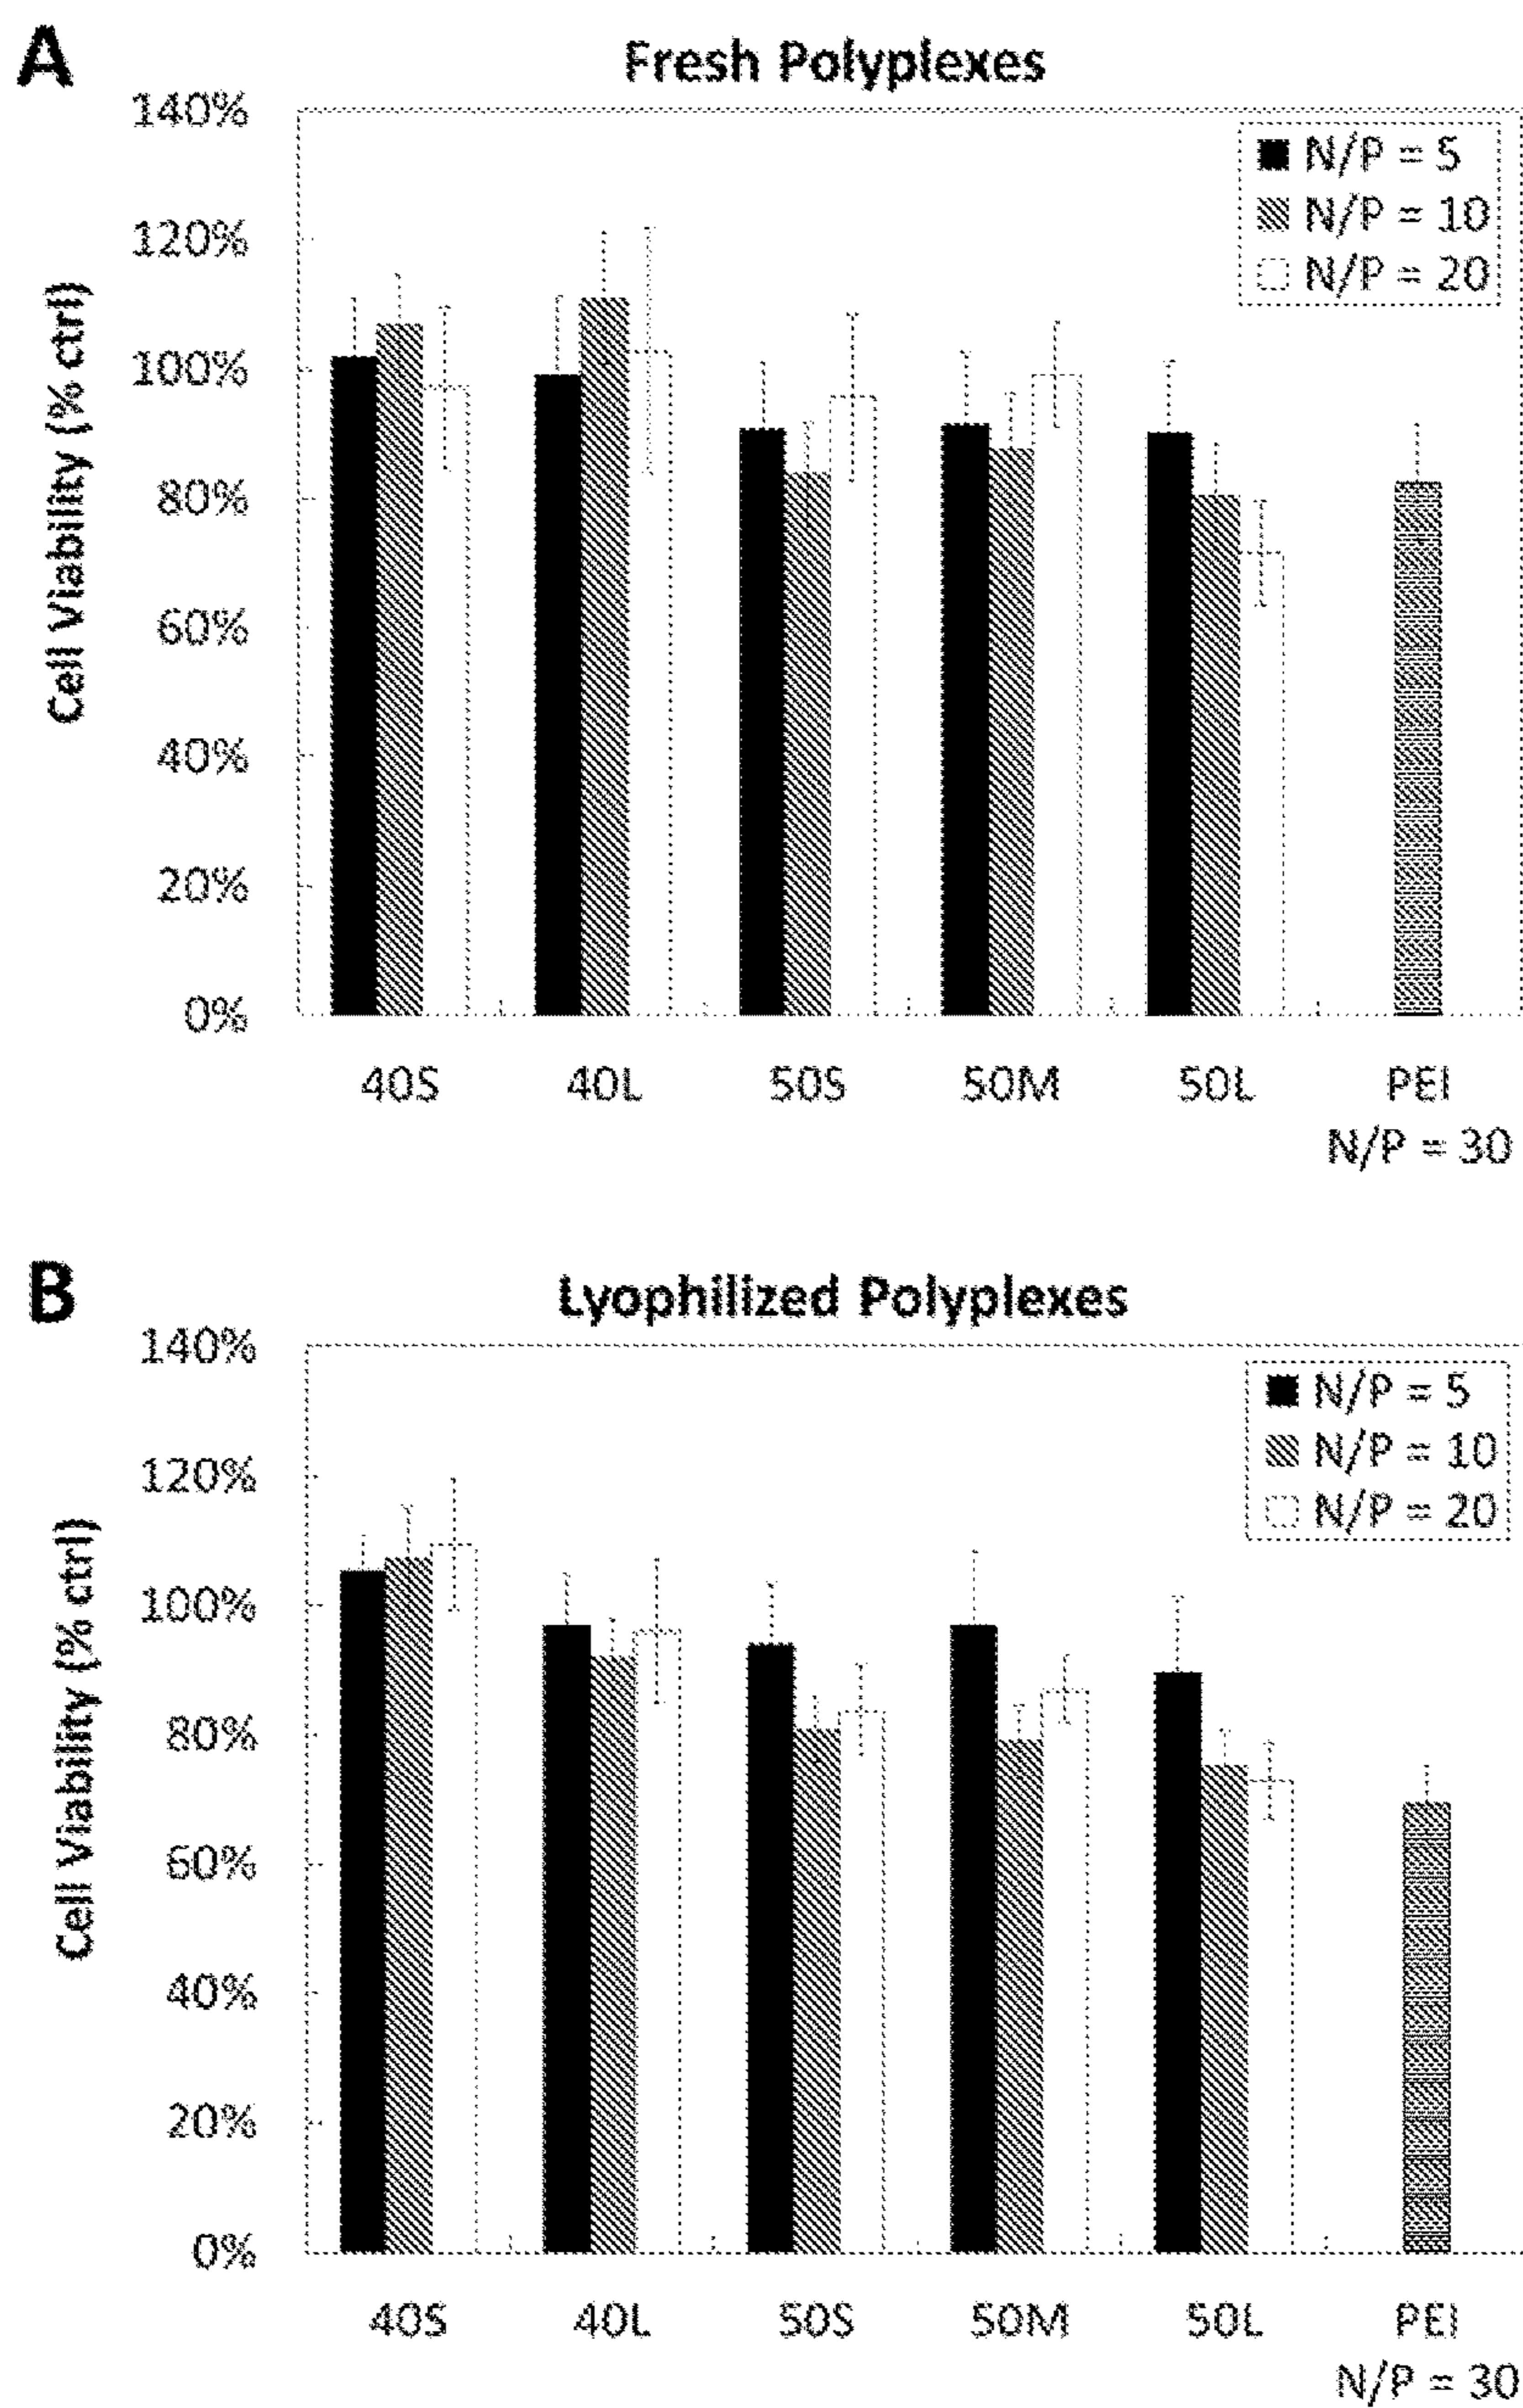 A
Fresh Polyplexes
140%
120%
100%
80%
60%
40%
20%
0%
Cell Viability (% ctrl)
N/P = 5
N/P = 10
N/P = 20
40S 40L 50S 50M 50L PEI
N/P = 30
B
Lyophilized Polyplexes
140%
120%
100%
80%
60%
40%
20%
0%
Cell Viability (% ctrl)
N/P = 5
N/P = 10
N/P = 20
40S 40L 50S 50M 50L PEI
N/P = 30